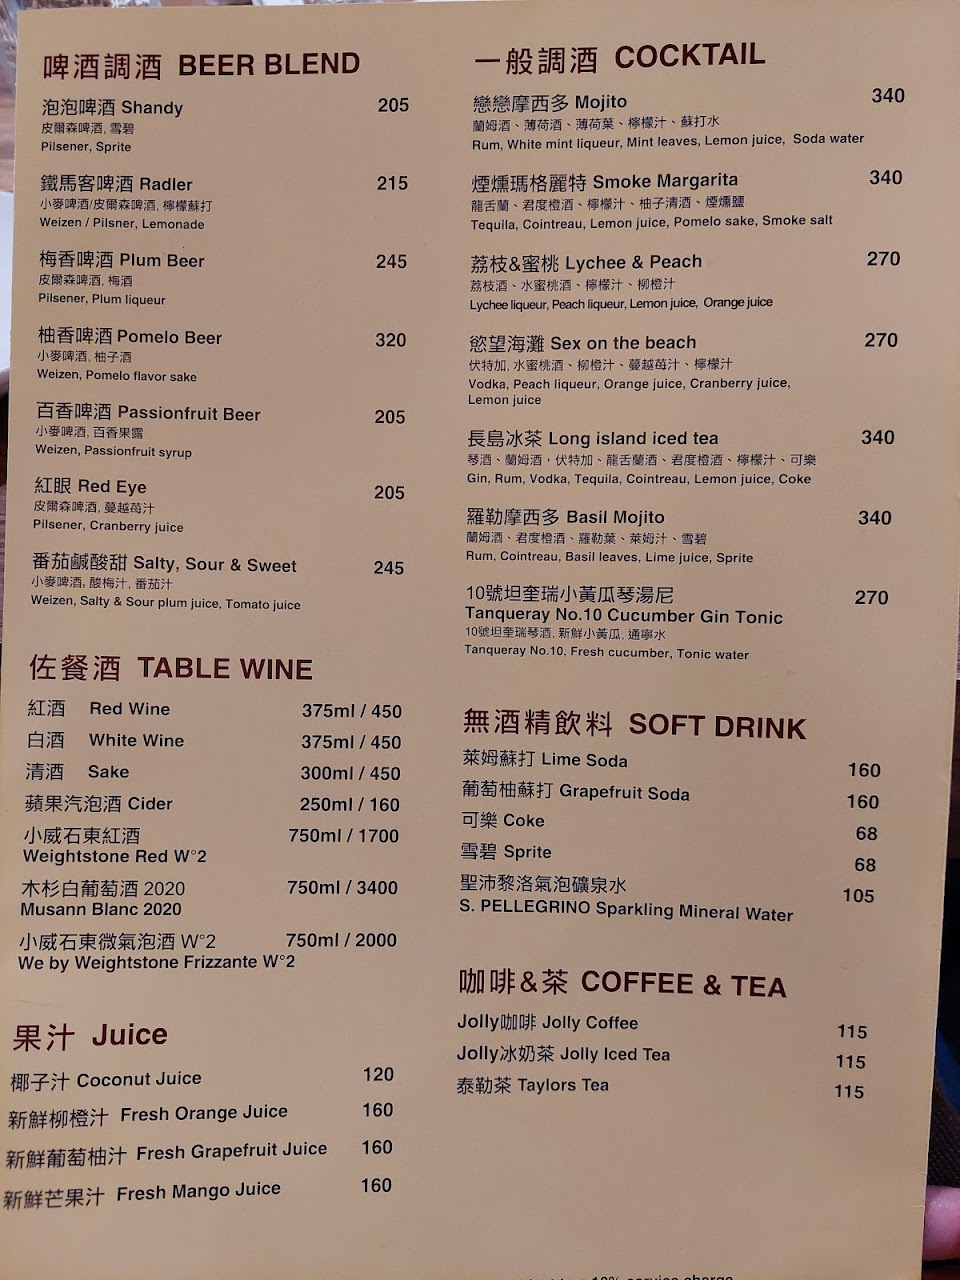 啤酒調酒 BEER BLEND
泡泡啤酒 Shandy 205
皮爾森啤酒, 雪碧
Pilsener, Sprite
鐵馬客啤酒 Radler 215
小麥啤酒/皮爾森啤酒, 檸檬蘇打
Weizen / Pilsner, Lemonade
梅香啤酒 Plum Beer 245
皮爾森啤酒, 梅酒
Pilsener, Plum liqueur
柚香啤酒 Pomelo Beer 320
小麥啤酒, 柚子酒
Weizen, Pomelo flavor sake
百香啤酒 Passionfruit Beer 205
小麥啤酒, 百香果露
Weizen, Passionfruit syrup
紅眼 Red Eye 205
皮爾森啤酒, 蔓越苺汁
Pilsener, Cranberry juice
番茄鹹酸甜 Salty, Sour & Sweet 245
小麥啤酒, 酸梅汁, 番茄汁
Weizen, Salty & Sour plum juice, Tomato juice
佐餐酒 TABLE WINE
紅酒 Red Wine 375ml / 450
白酒 White Wine 375ml / 450
清酒 Sake 300ml / 450
蘋果汽泡酒 Cider 250ml / 160
小威石東紅酒 750ml / 1700
Weightstone Red W°2
木杉白葡萄酒 2020 750ml / 3400
Musann Blanc 2020
小威石東微氣泡酒 W°2 750ml / 2000
We by Weightstone Frizzante W°2
果汁 Juice
椰子汁 Coconut Juice 120
新鮮柳橙汁 Fresh Orange Juice 160
新鮮葡萄柚汁 Fresh Grapefruit Juice 160
新鮮芒果汁 Fresh Mango Juice 160
一般調酒 COCKTAIL
戀戀摩西多 Mojito 340
蘭姆酒、薄荷酒、薄荷葉、檸檬汁、蘇打水
Rum, White mint liqueur, Mint leaves, Lemon juice, Soda water
煙燻瑪格麗特 Smoke Margarita 340
龍舌蘭、君度橙酒、檸檬汁、柚子清酒、煙燻鹽
Tequila, Cointreau, Lemon juice, Pomelo sake, Smoke salt
荔枝&蜜桃 Lychee & Peach 270
荔枝酒、水蜜桃酒、檸檬汁、柳橙汁
Lychee liqueur, Peach liqueur, Lemon juice, Orange juice
慾望海灘 Sex on the beach 270
伏特加, 水蜜桃酒、柳橙汁、蔓越苺汁、檸檬汁
Vodka, Peach liqueur, Orange juice, Cranberry juice,
Lemon juice
長島冰茶 Long island iced tea 340
琴酒、蘭姆酒，伏特加、龍舌蘭酒、君度橙酒、檸檬汁、可樂
Gin, Rum, Vodka, Tequila, Cointreau, Lemon juice, Coke
羅勒摩西多 Basil Mojito 340
蘭姆酒、君度橙酒、羅勒葉、萊姆汁、雪碧
Rum, Cointreau, Basil leaves, Lime juice, Sprite
10號坦奎瑞小黃瓜琴湯尼 270
Tanqueray No.10 Cucumber Gin Tonic
10號坦奎瑞琴酒, 新鮮小黃瓜, 通寧水
Tanqueray No.10, Fresh cucumber, Tonic water
無酒精飲料 SOFT DRINK
萊姆蘇打 Lime Soda 160
葡萄柚蘇打 Grapefruit Soda 160
可樂 Coke 68
雪碧 Sprite 68
聖沛黎洛氣泡礦泉水 105
S. PELLEGRINO Sparkling Mineral Water
咖啡&茶 COFFEE & TEA
Jolly咖啡 Jolly Coffee 115
Jolly冰奶茶 Jolly Iced Tea 115
泰勒茶 Taylors Tea 115
10% service charge